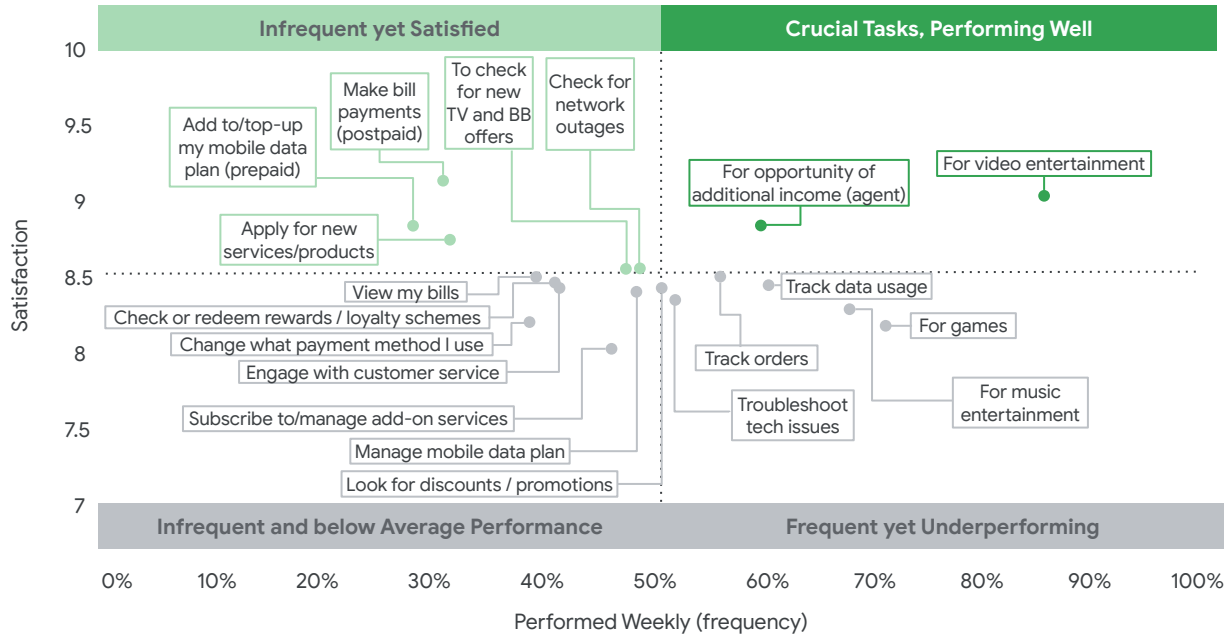 Infrequent yet Satisfied
Crucial Tasks, Performing Well
10
9.5
9
8.5
8
7.5
7
Satisfaction
Add to/top-up
my mobile data
plan (prepaid)
Make bill
payments
(postpaid)
To check
for new
TV and BB
offers
Check for
network
outages
Apply for new
services/products
For opportunity of
additional income (agent)
For video entertainment
View my bills
Check or redeem rewards / loyalty schemes
Change what payment method I use
Engage with customer service
Subscribe to/manage add-on services
Manage mobile data plan
Look for discounts / promotions
Track data usage
For games
Track orders
For music
entertainment
Troubleshoot
tech issues
Infrequent and below Average Performance
Frequent yet Underperforming
0%
10%
20%
30%
40%
50%
60%
70%
80%
90%
100%
Performed Weekly (frequency)